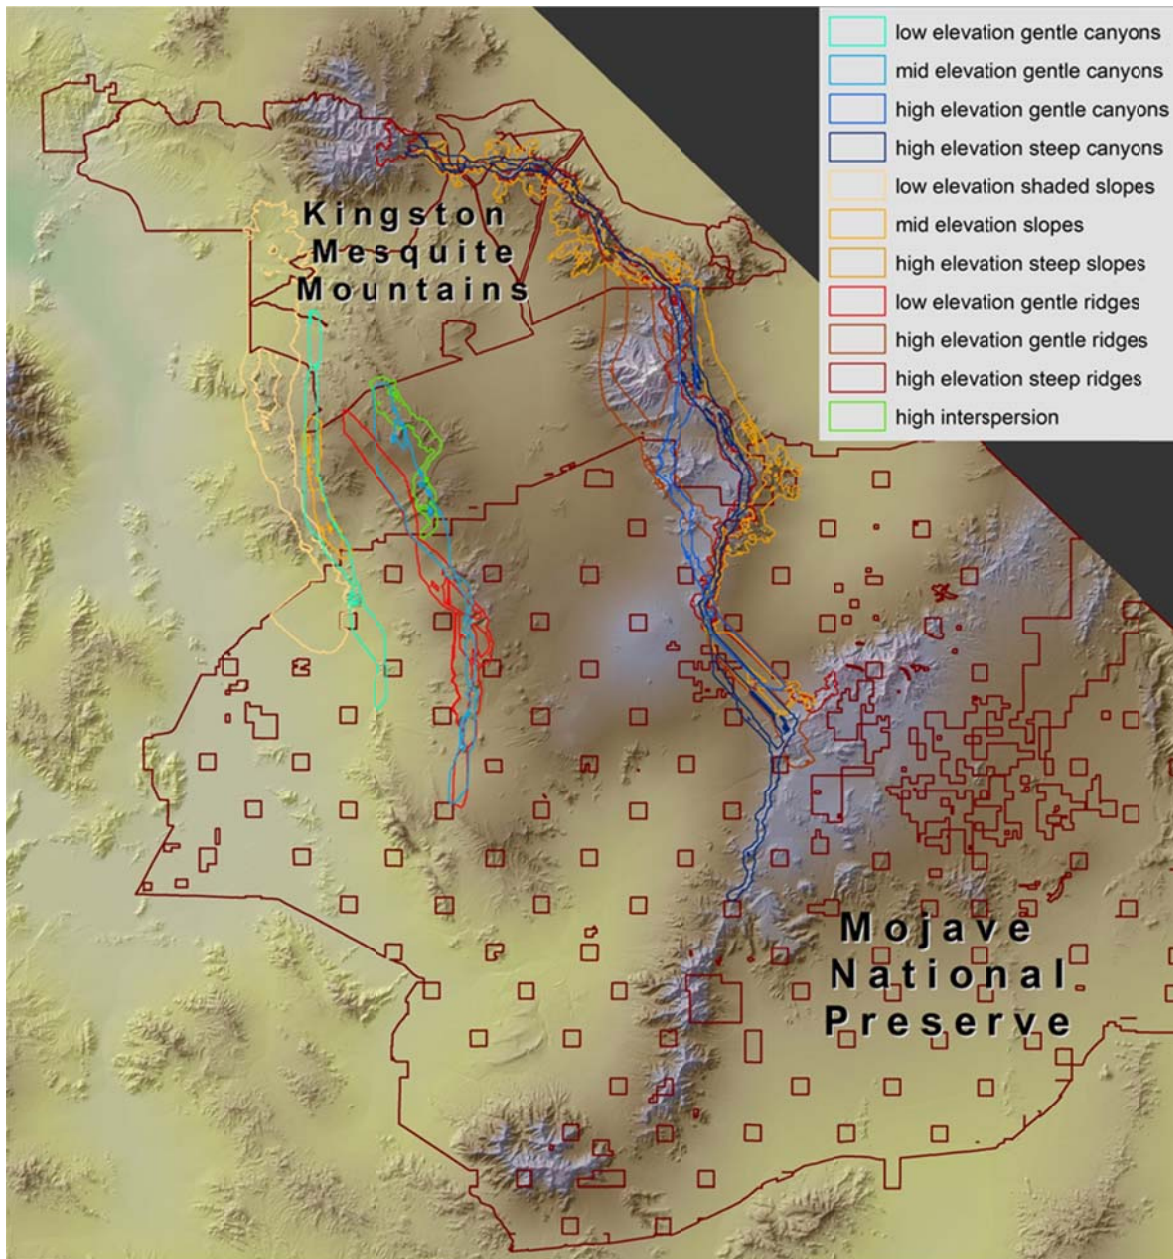 low elevation gentle canyons
mid elevation gentle canyons
high elevation gentle canyons
high elevation steep canyons
low elevation shaded slopes
mid elevation slopes
high elevation steep slopes
low elevation gentle ridges
high elevation gentle ridges
high elevation steep ridges
high interspersion
Kingston
Mesquite
Mountains
Mojave
National
Preserve